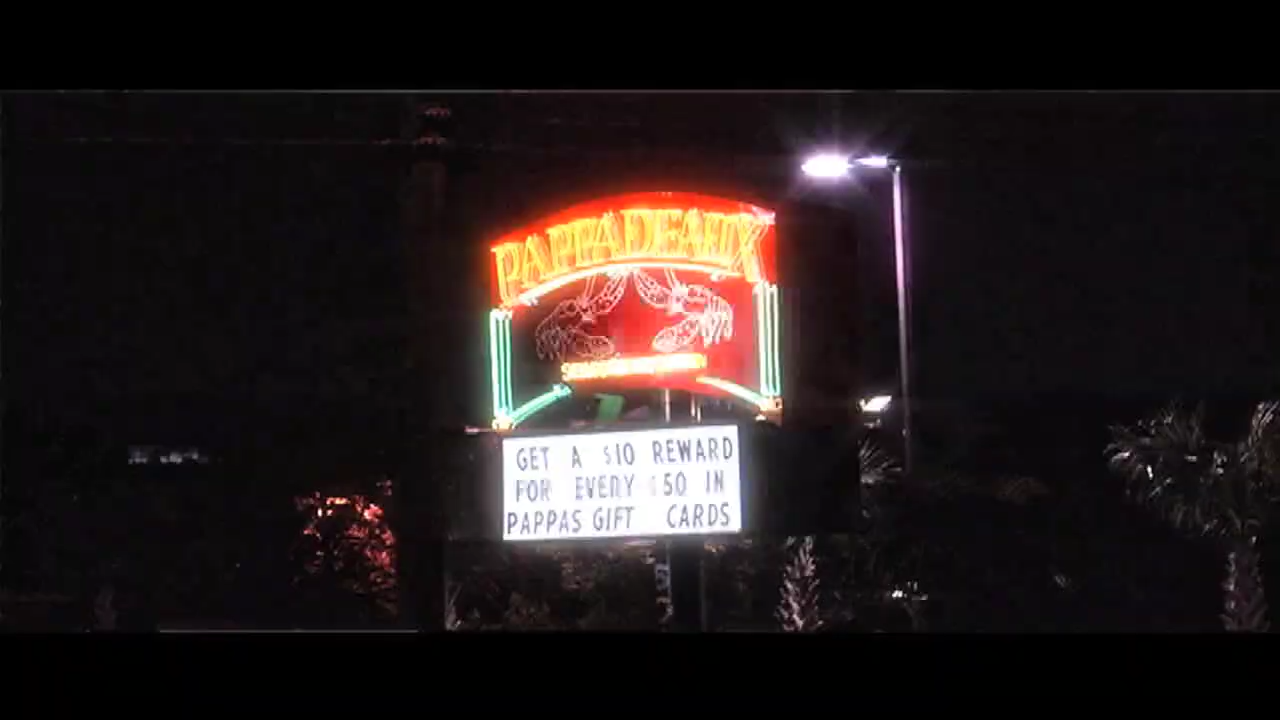 PAPPADEAUX
GET A $10 REWARD
FOR EVERY $50 IN
PAPPAS GIFT CARDS